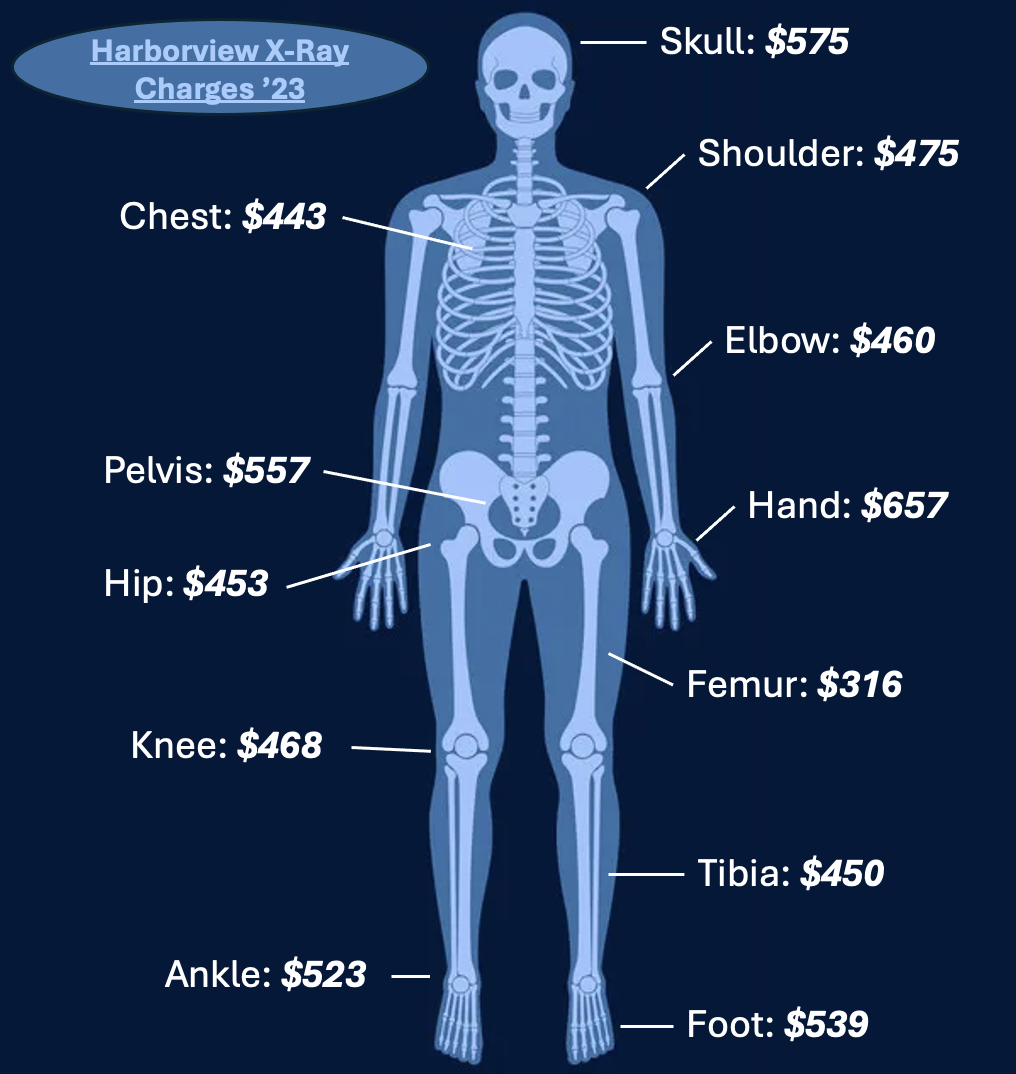 Harborview X-Ray
Charges ’23
Skull: $575
Shoulder: $475
Chest: $443
Elbow: $460
Pelvis: $557
Hand: $657
Hip: $453
Femur: $316
Knee: $468
Tibia: $450
Ankle: $523
Foot: $539